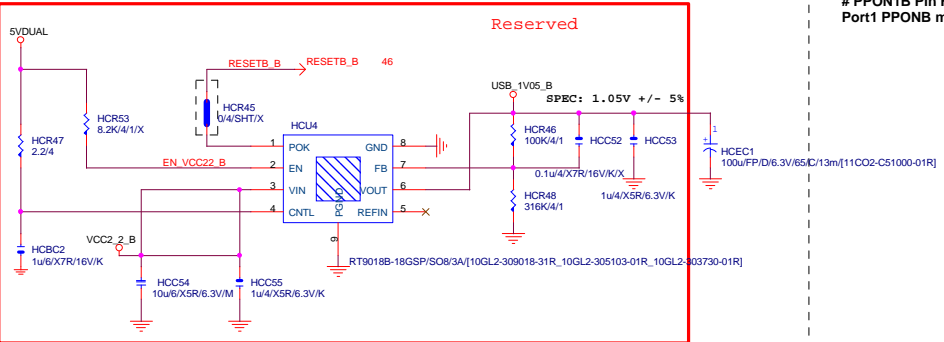 # PPON1B Pin
Port1 PPONB m
Reserved
5VDUAL
RESETB_B
RESETB_B 46
HCR45
0/4/SHT/X
USB_1V05_B
SPEC: 1.05V +/- 5%
HCR53
8.2K/4/1/X
HCR47
2.2/4
HCU4
1 POK
GND 8
EN_VCC22_B
2 EN
FB 7
3 VIN
VOUT 6
4 CNTL
REFIN 5
PGND
9
HCR46
100K/4/1
HCC52
HCC53
0.1u/4/X7R/16V/K/X
1u/4/X5R/6.3V/K
1
+
HCEC1
100u/FP/D/6.3V/65/C/13m/[11CO2-C51000-01R]
HCR48
316K/4/1
HCBC2
1u/6/X7R/16V/K
VCC2_2_B
HCC54
10u/6/X5R/6.3V/M
HCC55
1u/4/X5R/6.3V/K
RT9018B-18GSP/SO8/3A/[10GL2-309018-31R_10GL2-305103-01R_10GL2-303730-01R]